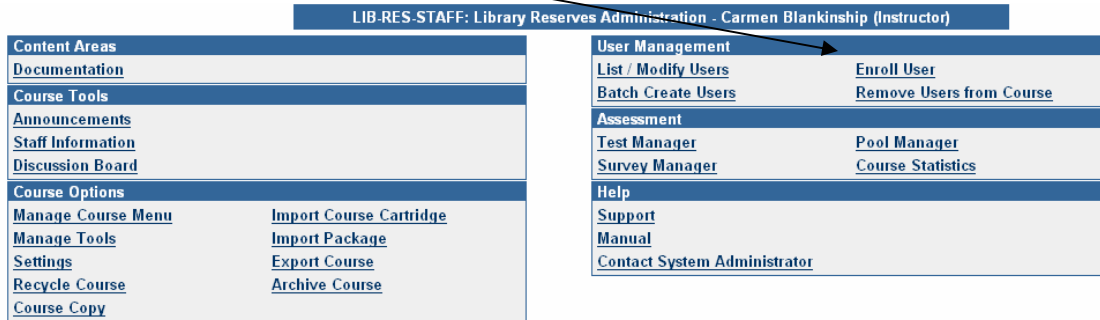 LIB-RES-STAFF: Library Reserves Administration - Carmen Blankinship (Instructor)
Content Areas
Documentation
Course Tools
Announcements
Staff Information
Discussion Board
Course Options
Manage Course Menu Import Course Cartridge
Manage Tools Import Package
Settings Export Course
Recycle Course Archive Course
Course Copy
User Management
List / Modify Users Enroll User
Batch Create Users Remove Users from Course
Assessment
Test Manager Pool Manager
Survey Manager Course Statistics
Help
Support
Manual
Contact System Administrator